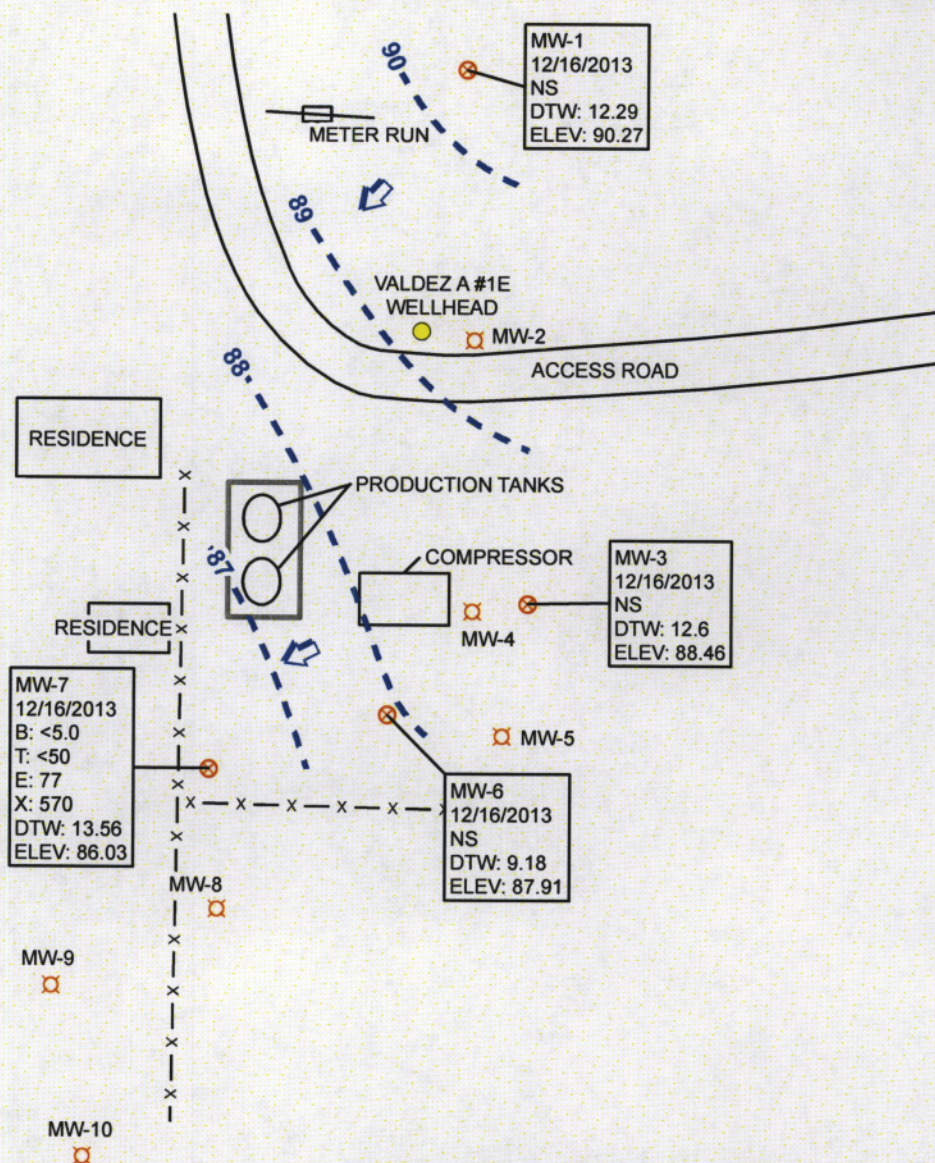 90
MW-1
12/16/2013
NS
DTW: 12.29
ELEV: 90.27
METER RUN
89
VALDEZ A #1E
WELLHEAD
MW-2
88
ACCESS ROAD
RESIDENCE
PRODUCTION TANKS
87
COMPRESSOR
MW-3
12/16/2013
NS
DTW: 12.6
ELEV: 88.46
RESIDENCE
MW-4
MW-7
12/16/2013
B: <5.0
T: <50
E: 77
X: 570
DTW: 13.56
ELEV: 86.03
MW-5
MW-6
12/16/2013
NS
DTW: 9.18
ELEV: 87.91
MW-8
MW-9
MW-10